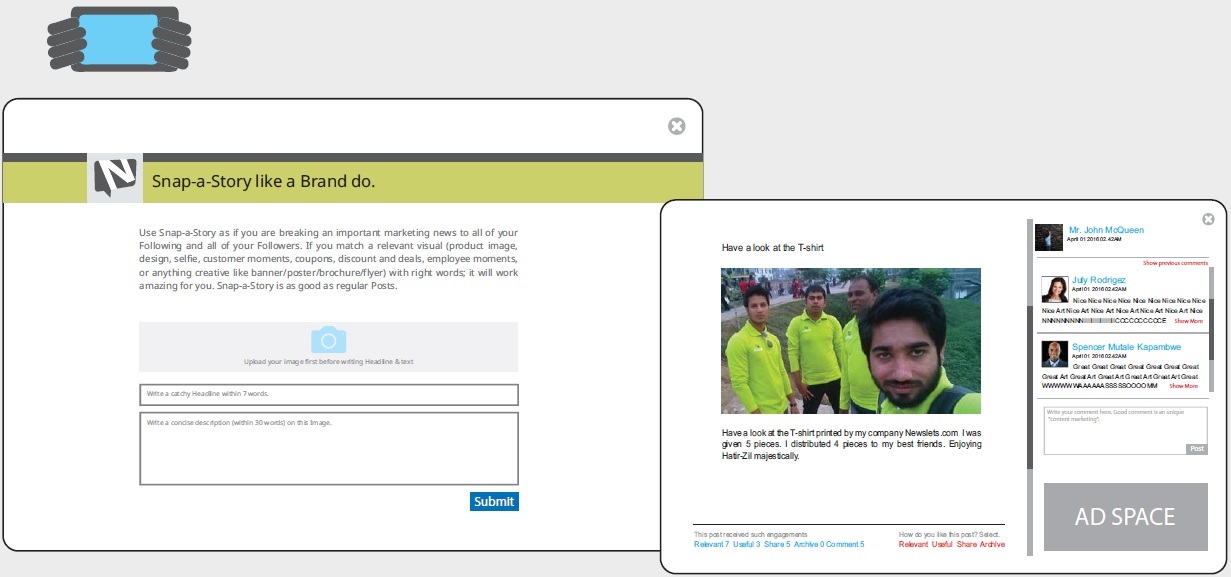 N
Snap-a-Story like a Brand do.
Use Snap-a-Story as if you are breaking an important marketing news to all of your
Following and all of your Followers. If you match a relevant visual (product image,
design, selfie, customer moments, coupons, discount and deals, employee moments,
or anything creative like banner/poster/brochure/flyer) with right words; it will work
amazing for you. Snap-a-Story is as good as regular Posts.
Upload your image first before writing Headline & text
Write a catchy Headline within 7 words.
Write a concise description (within 30 words) on this Image.
Submit
Have a look at the T-shirt
Have a look at the T-shirt printed by my company Newslets.com I was
given 5 pieces. I distributed 4 pieces to my best friends. Enjoying
Hatir-Zil majestically.
This post received such engagements
Relevant 7 Useful 3 Share 5 Archive 0 Comment 5
How do you like this post? Select.
Relevant Useful Share Archive
Mr. John McQueen
April 01 2016 02.42AM
Show previous comments
July Rodrigez
April 01 2016 02.42AM
Nice Nice Nice Nice Nice Nice Nice Nice Nice
Nice Art Nice Art Nice Art Nice Art Nice Art Nice
Show More
Spencer Mutale Kapambwe
April 01 2016 02.42AM
Great Great Great Great Great Great Great
Great Art Great Art Great Art Great Art Great Art Great
Show More
Write your comment here. Good comment is an unique
"content marketing".
Post
AD SPACE